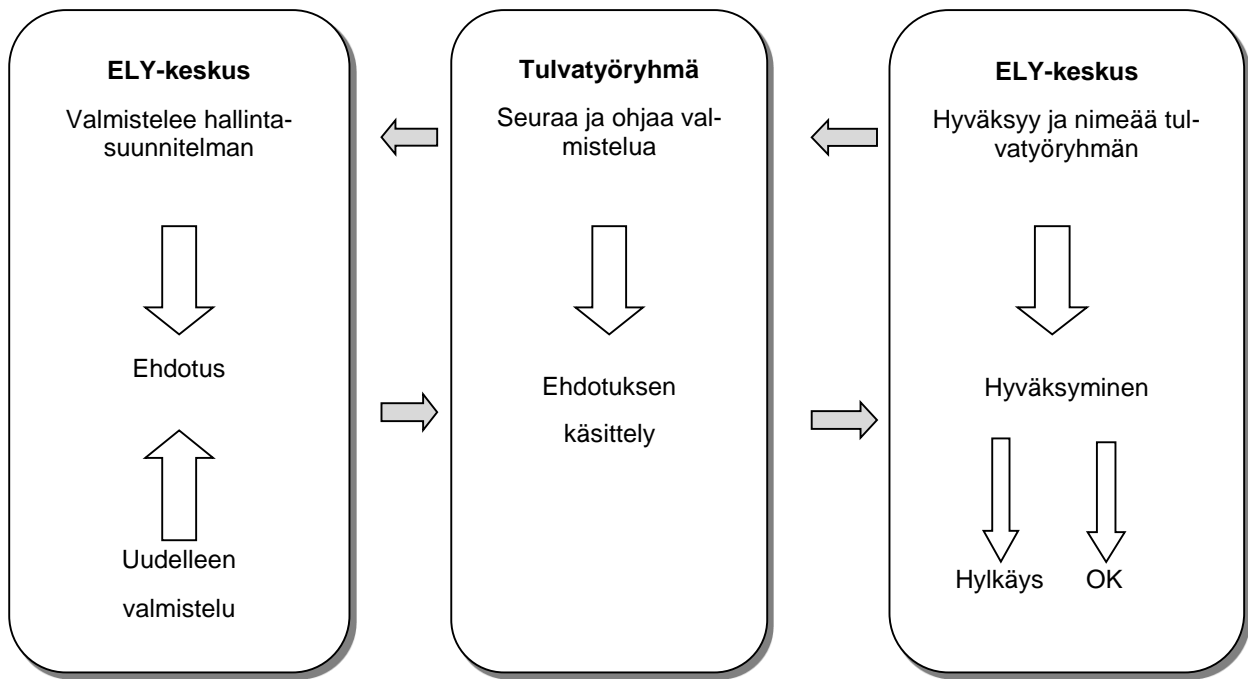 ELY-keskus
Valmistelee hallinta-
suunnitelman
Ehdotus
Uudelleen
valmistelu
Tulvatyöryhmä
Seuraa ja ohjaa val-
mistelua
Ehdotuksen
käsittely
ELY-keskus
Hyväksyy ja nimeää tul-
vatyöryhmän
Hyväksyminen
Hylkäys
OK